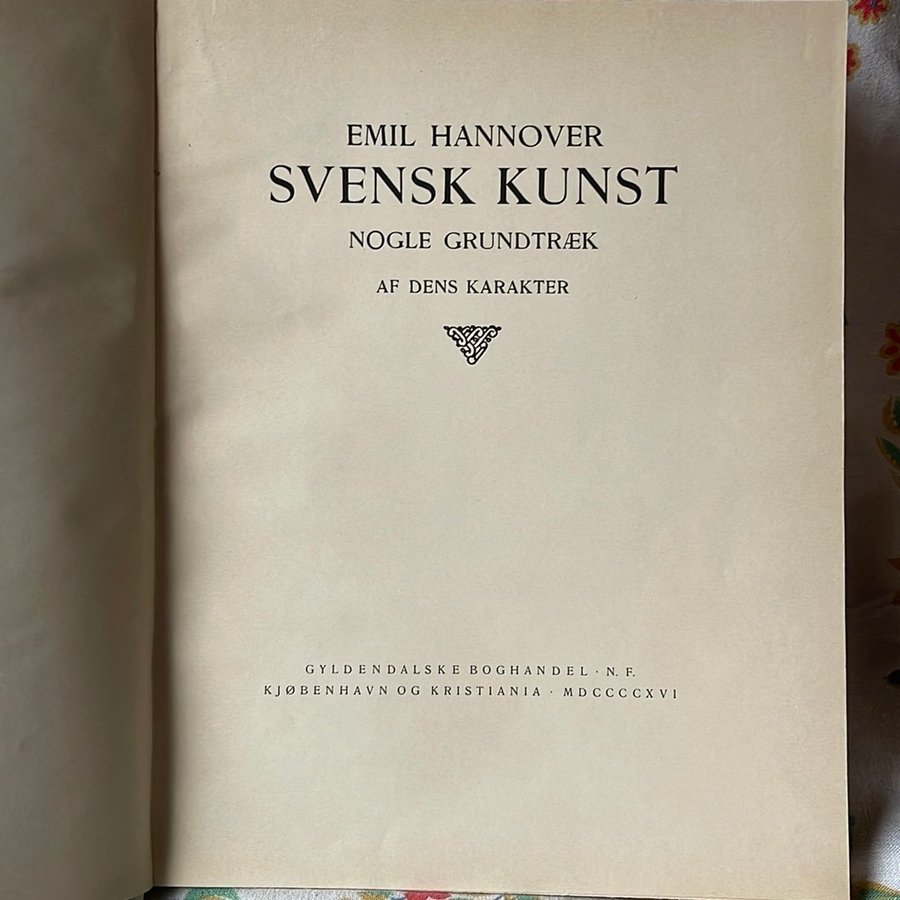 EMIL HANNOVER
SVENSK KUNST
NOGLE GRUNDTRÆK
AF DENS KARAKTER
GYLDENDALSKE BOGHANDEL · N. F.
KJØBENHAVN OG KRISTIANIA · MDCCCCXVI